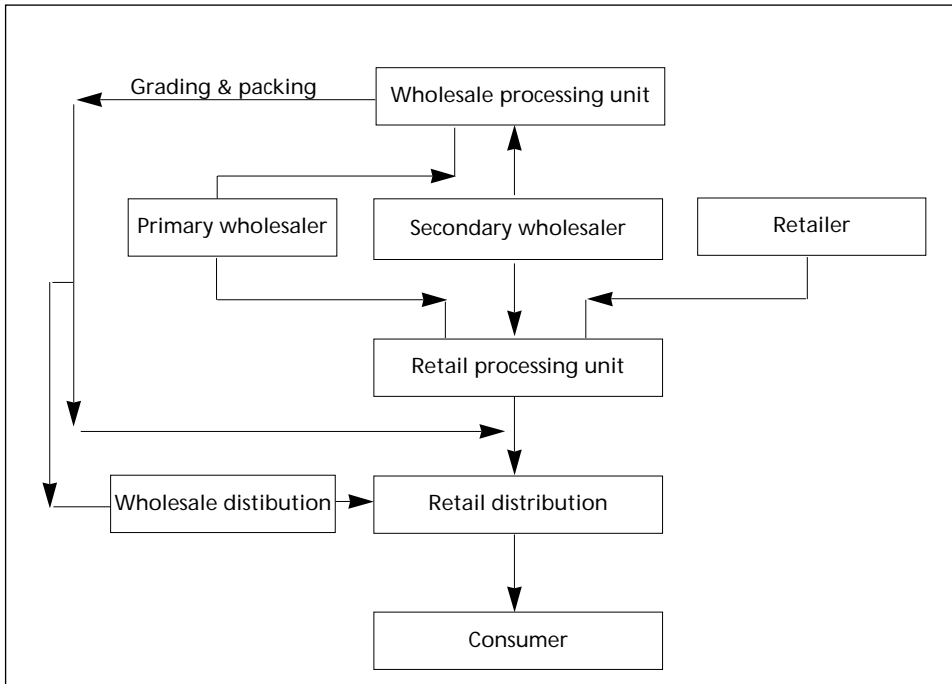 Grading & packing
Wholesale processing unit
Primary wholesaler
Secondary wholesaler
Retailer
Retail processing unit
Wholesale distibution
Retail distribution
Consumer